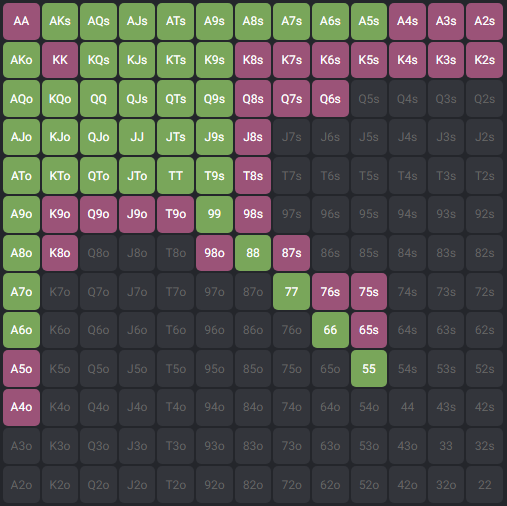 AA AKs AQs AJs ATs A9s A8s A7s A6s A5s A4s A3s A2s
AKo KK KQs KJs KTs K9s K8s K7s K6s K5s K4s K3s K2s
AQo KQo QQ QJs QTs Q9s Q8s Q7s Q6s Q5s Q4s Q3s Q2s
AJo KJo QJo JJ JTs J9s J8s J7s J6s J5s J4s J3s J2s
ATo KTo QTo JTo TT T9s T8s T7s T6s T5s T4s T3s T2s
A9o K9o Q9o J9o T9o 99 98s 97s 96s 95s 94s 93s 92s
A8o K8o Q8o J8o T8o 98o 88 87s 86s 85s 84s 83s 82s
A7o K7o Q7o J7o T7o 97o 87o 77 76s 75s 74s 73s 72s
A6o K6o Q6o J6o T6o 96o 86o 76o 66 65s 64s 63s 62s
A5o K5o Q5o J5o T5o 95o 85o 75o 65o 55 54s 53s 52s
A4o K4o Q4o J4o T4o 94o 84o 74o 64o 54o 44 43s 42s
A3o K3o Q3o J3o T3o 93o 83o 73o 63o 53o 43o 33 32s
A2o K2o Q2o J2o T2o 92o 82o 72o 62o 52o 42o 32o 22